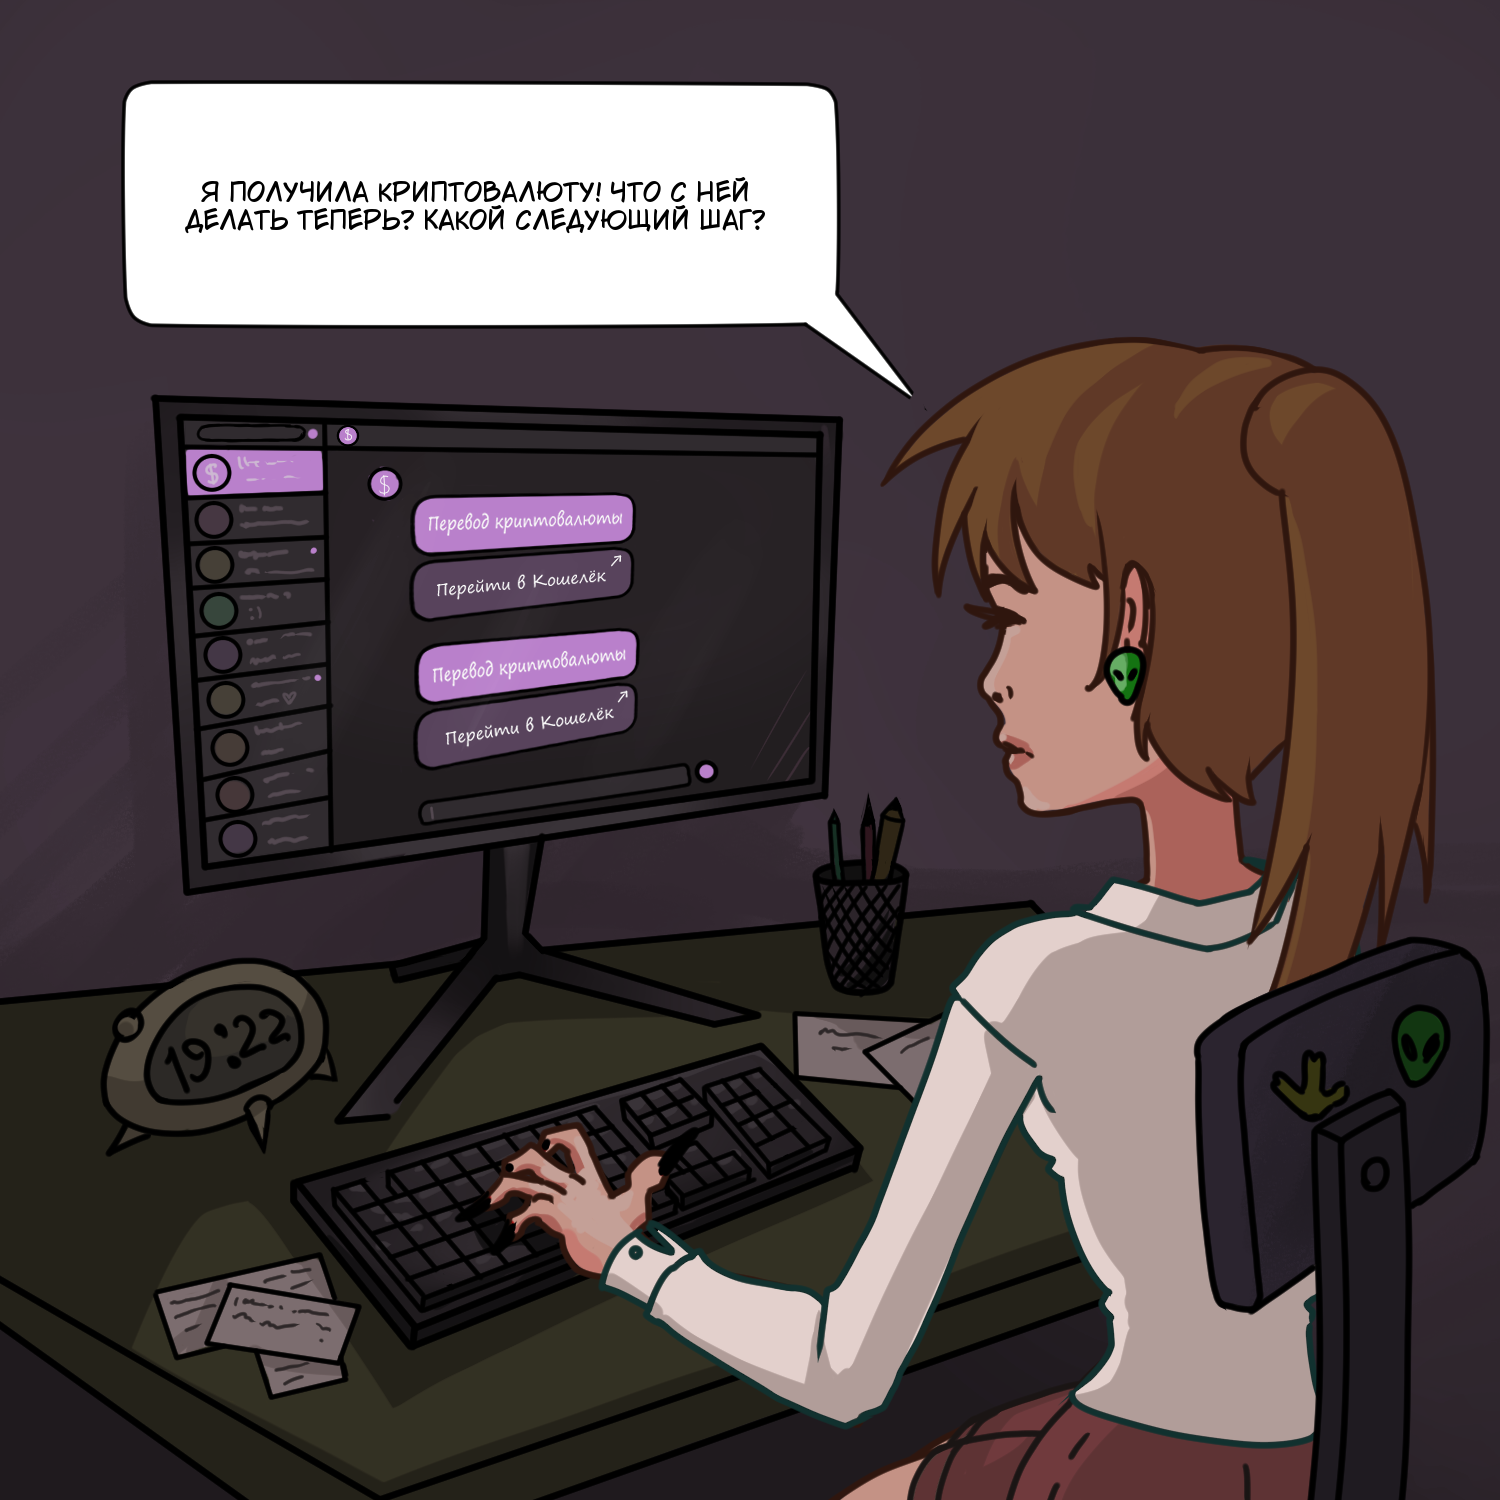 Я ПОЛУЧИЛА КРИПТОВАЛЮТУ! ЧТО С НЕЙ
ДЕЛАТЬ ТЕПЕРЬ? КАКОЙ СЛЕДУЮЩИЙ ШАГ?
$
$
$
Перевод криптовалюты
Перейти в Кошелёк
Перевод криптовалюты
Перейти в Кошелёк
:)
19:22